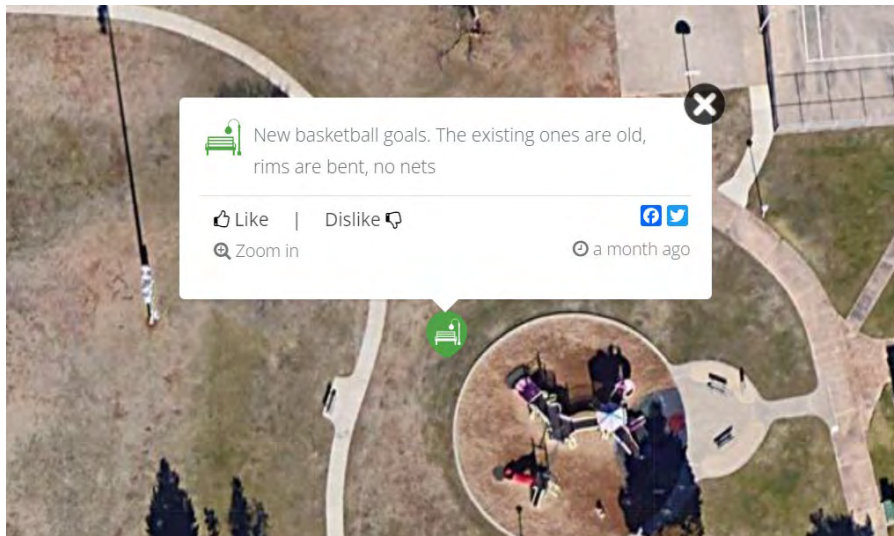 New basketball goals. The existing ones are old,
rims are bent, no nets
Like | Dislike
Zoom in
a month ago